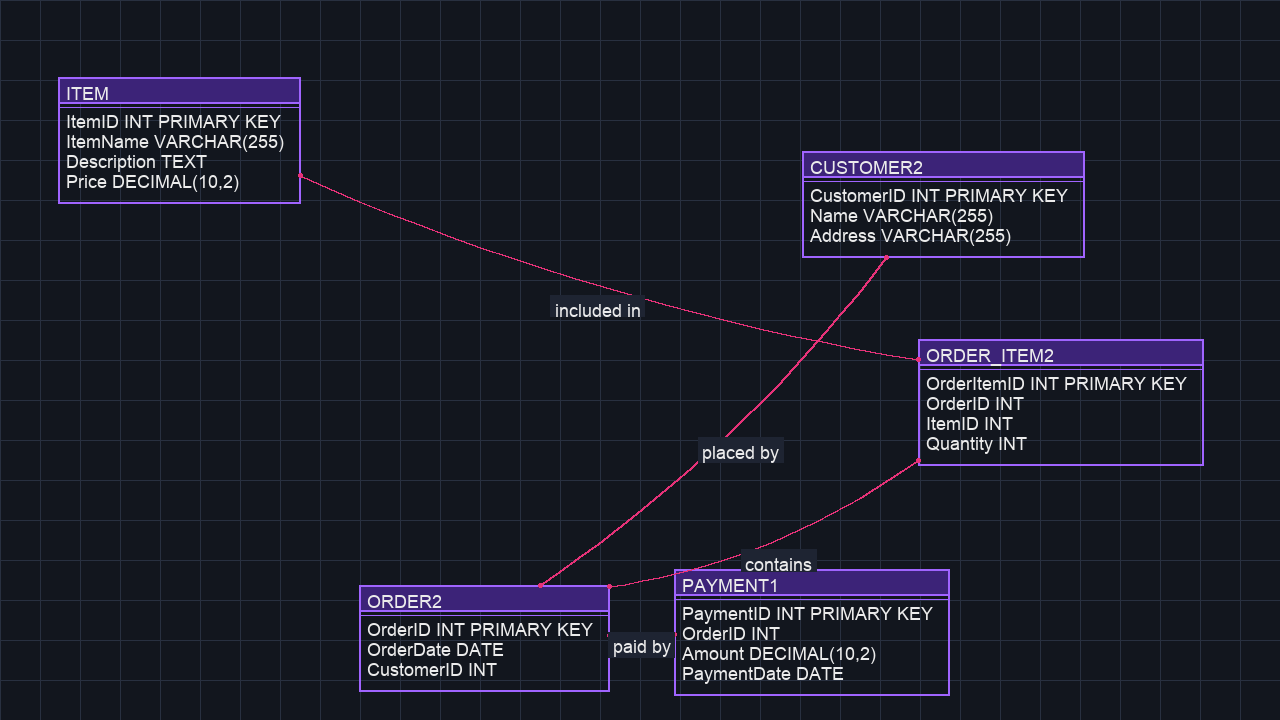 ITEM
ItemID INT PRIMARY KEY
ItemName VARCHAR(255)
Description TEXT
Price DECIMAL(10,2)
CUSTOMER2
CustomerID INT PRIMARY KEY
Name VARCHAR(255)
Address VARCHAR(255)
included in
ORDER_ITEM2
OrderItemID INT PRIMARY KEY
OrderID INT
ItemID INT
Quantity INT
placed by
contains
ORDER2
OrderID INT PRIMARY KEY
OrderDate DATE
CustomerID INT
paid by
PAYMENT1
PaymentID INT PRIMARY KEY
OrderID INT
Amount DECIMAL(10,2)
PaymentDate DATE